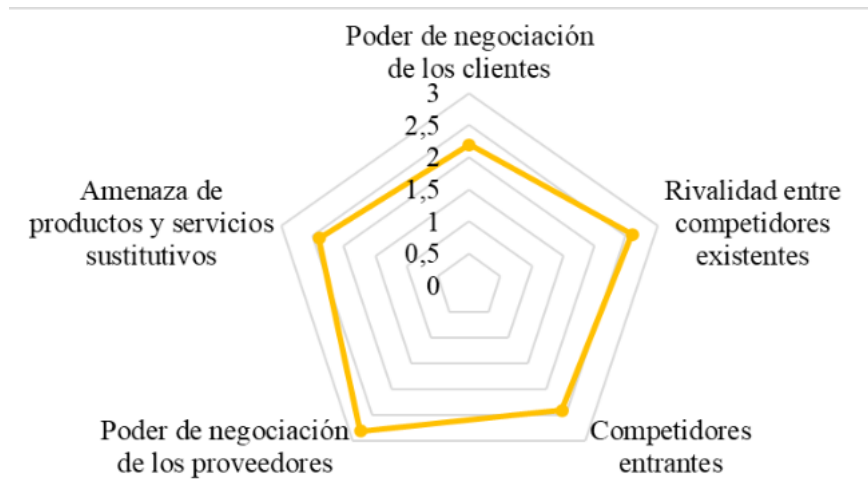 Poder de negociación
de los clientes
3
2,5
2
1,5
1
0,5
0
Rivalidad entre
competidores
existentes
Competidores
entrantes
Poder de negociación
de los proveedores
Amenaza de
productos y servicios
sustitutivos